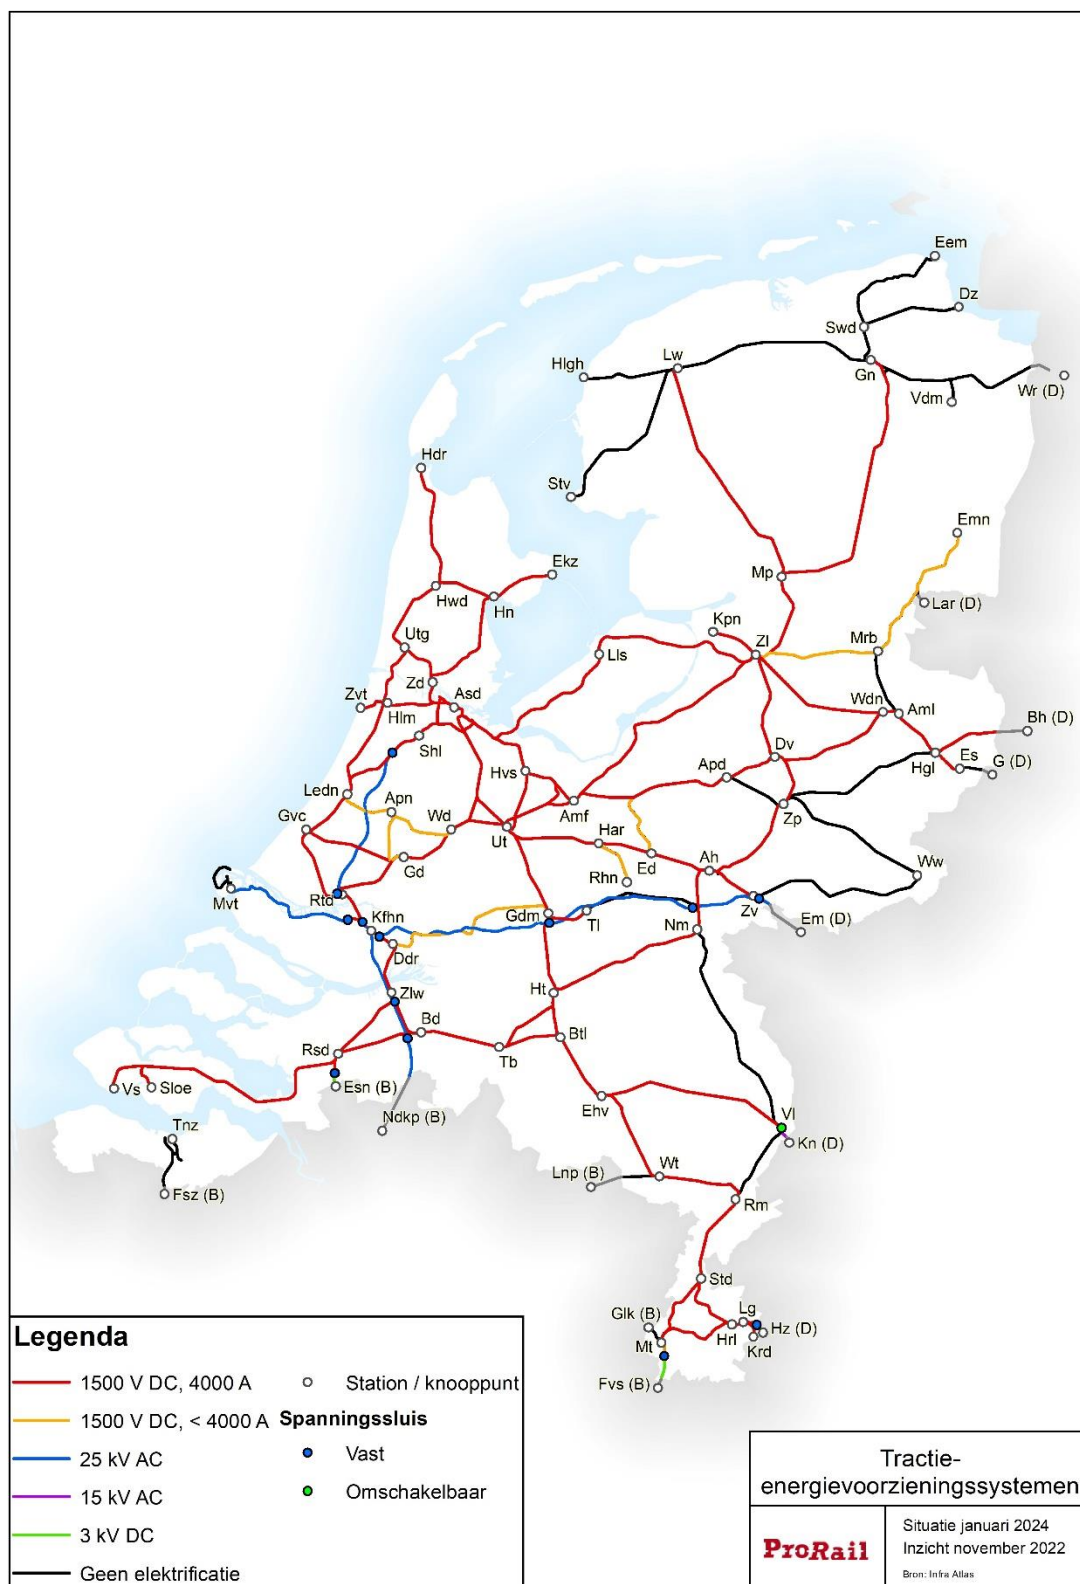 Eem
Dz
Swd
Lw
Hlgh
Gn
Wr (D)
Vdm
Hdr
Stv
Emn
Ekz
Mp
Hwd
Hn
Lar (D)
Kpn
Utg
Mrb
Zl
Lls
Zd
Zvt
Asd
Wdn
Aml
Hlm
Bh (D)
Shl
Dv
Es
Hvs
Apd
Hgl
G (D)
Ledn
Apn
Gvc
Wd
Amf
Zp
Ut
Har
Gd
Ed
Ah
Ww
Rhn
Mvt
Rtd
Kfhn
Gdm
Tl
Zv
Em (D)
Nm
Ddr
Zlw
Ht
Bd
Btl
Rsd
Tb
Vs
Sloe
Esn (B)
Ehv
Ndkp (B)
Vl
Tnz
Kn (D)
Lnp (B)
Wt
Fsz (B)
Rm
Std
Glk (B)
Lg
Hrl
Hz (D)
Mt
Krd
Fvs (B)
Legenda
1500 V DC, 4000 A
Station / knooppunt
1500 V DC, < 4000 A
Spanningssluis
25 kV AC
Vast
15 kV AC
Omschakelbaar
3 kV DC
Geen elektrificatie
Tractie-
energievoorzieningssystemen
ProRail
Situatie januari 2024
Inzicht november 2022
Bron: Infra Atlas